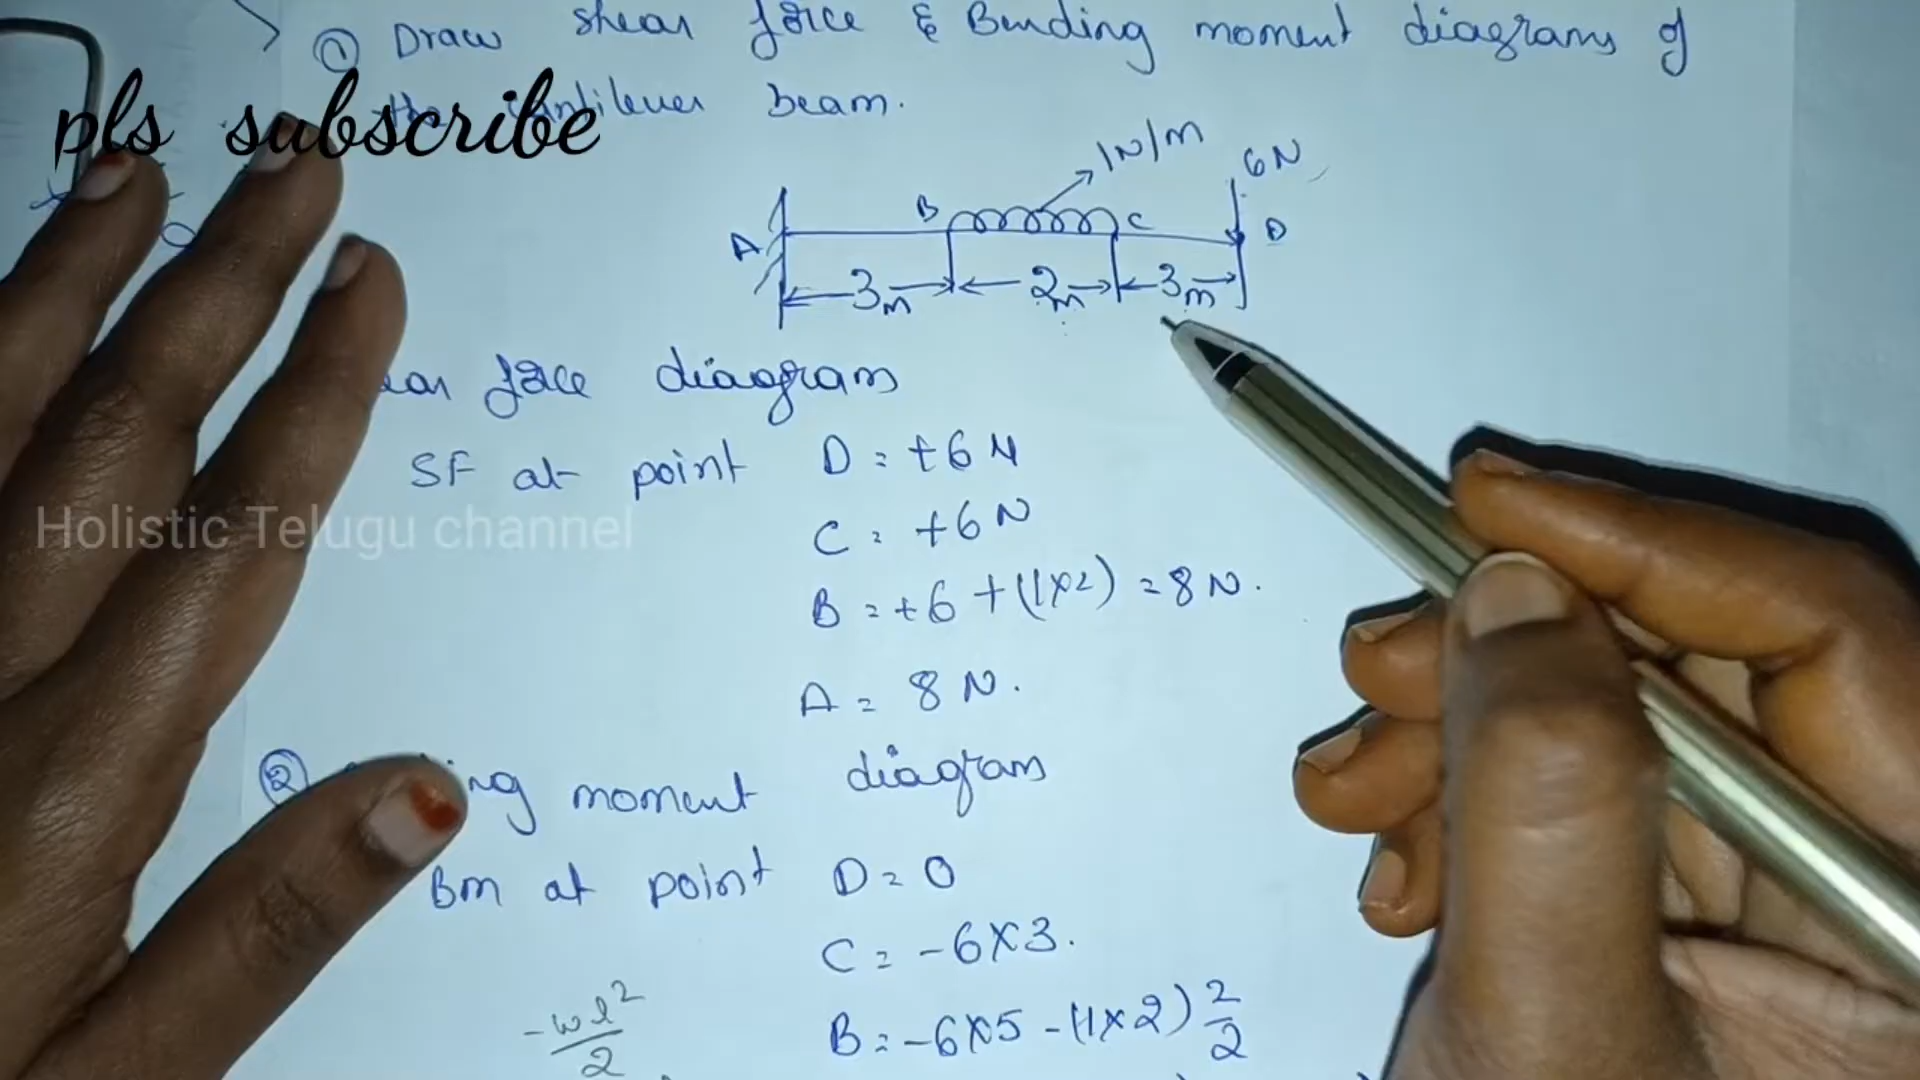 ① Draw shear force & Bending moment diagrams of
the cantilever beam.
pls subscribe
1N/m
6N
A
B
C
D
3m
2m
3m
force diagram
SF at point D = +6N
Holistic Telugu channel
C = +6N
B = +6 + (1×2) = 8N.
A = 8N.
② moment diagram
BM at point D = 0
C = -6×3.
B = -6×5 - (1×2) 2/2
-wl²/2